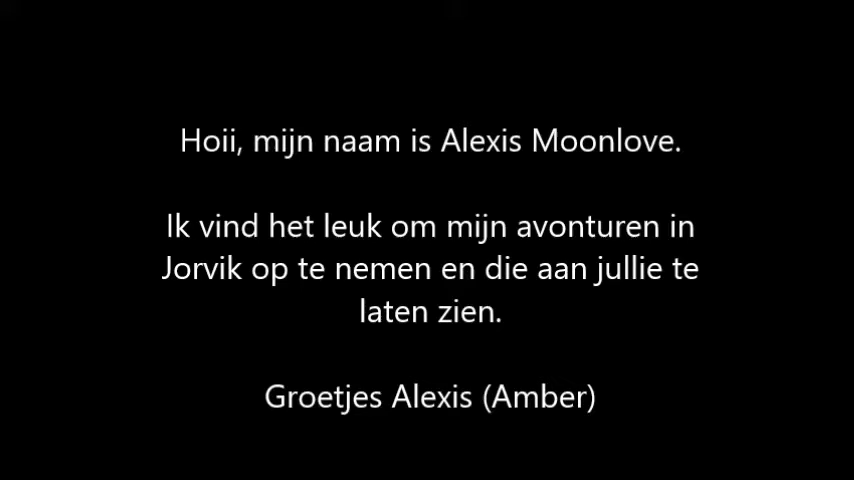 Hoii, mijn naam is Alexis Moonlove.
Ik vind het leuk om mijn avonturen in
Jorvik op te nemen en die aan jullie te
laten zien.
Groetjes Alexis (Amber)